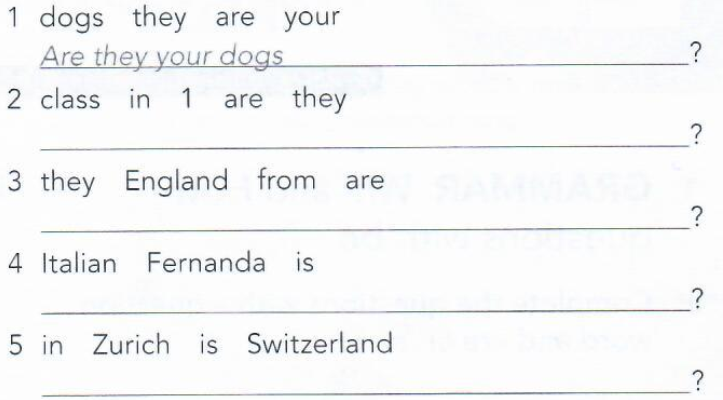 1 dogs they are your
Are they your dogs ?
2 class in 1 are they
?
3 they England from are
?
4 Italian Fernanda is
?
5 in Zurich is Switzerland
?